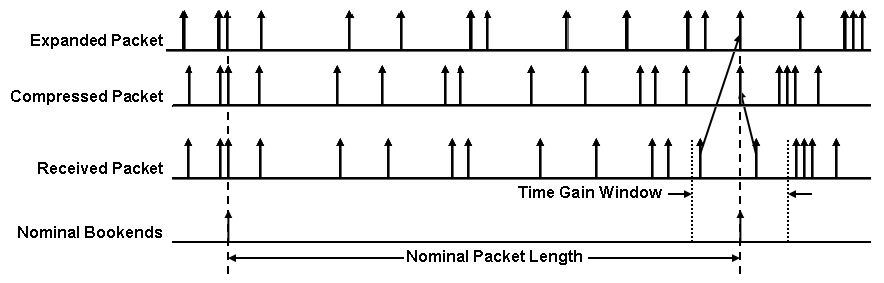 Expanded Packet
Compressed Packet
Received Packet
Time Gain Window
Nominal Bookends
Nominal Packet Length